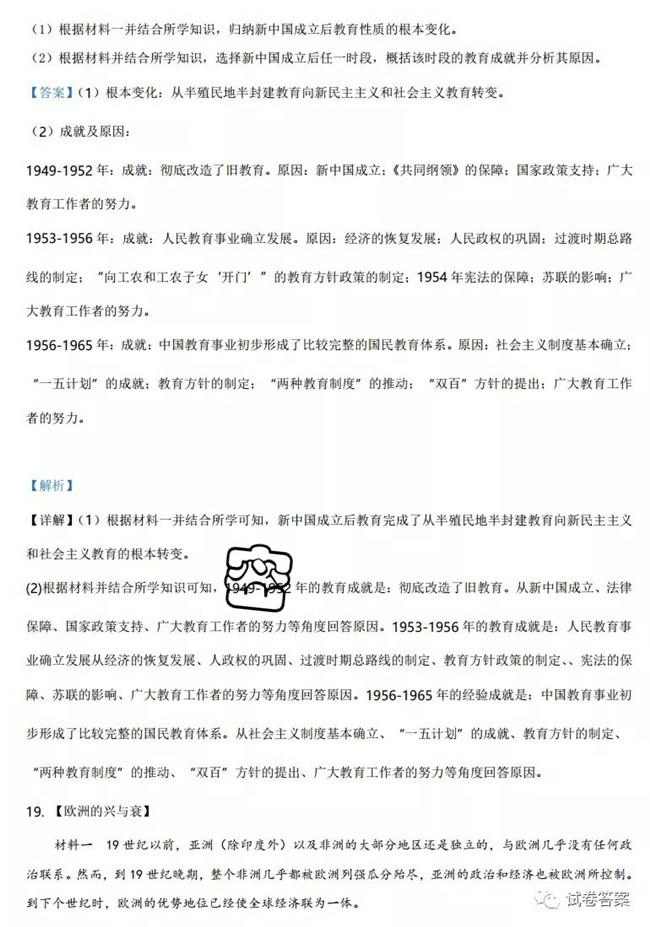 （1）根据材料一并结合所学知识，归纳新中国成立后教育性质的根本变化。
（2）根据材料并结合所学知识，选择新中国成立后任一时段，概括该时段的教育成就并分析其原因。
【答案】（1）根本变化：从半殖民地半封建教育向新民主主义和社会主义教育转变。
（2）成就及原因：
1949-1952 年：成就：彻底改造了旧教育。原因：新中国成立；《共同纲领》的保障；国家政策支持；广大
教育工作者的努力。
1953-1956 年：成就：人民教育事业确立发展。原因：经济的恢复发展；人民政权的巩固；过渡时期总路
线的制定；“向工农和工农子女‘开门’”的教育方针政策的制定；1954 年宪法的保障；苏联的影响；广
大教育工作者的努力。
1956-1965 年：成就：中国教育事业初步形成了比较完整的国民教育体系。原因：社会主义制度基本确立；
“一五计划”的成就；教育方针的制定；“两种教育制度”的推动；“双百”方针的提出；广大教育工作
者的努力。
【解析】
【详解】（1）根据材料一并结合所学可知，新中国成立后教育完成了从半殖民地半封建教育向新民主主义
和社会主义教育的根本转变。
(2)根据材料并结合所学知识可知，1949-1952 年的教育成就是：彻底改造了旧教育。从新中国成立、法律
保障、国家政策支持、广大教育工作者的努力等角度回答原因。1953-1956 年的教育成就是：人民教育事
业确立发展从经济的恢复发展、人政权的巩固、过渡时期总路线的制定、教育方针政策的制定、、宪法的保
障、苏联的影响、广大教育工作者的努力等角度回答原因。1956-1965 年的经验成就是：中国教育事业初
步形成了比较完整的国民教育体系。从社会主义制度基本确立、“一五计划”的成就、教育方针的制定、
“两种教育制度”的推动、“双百”方针的提出、广大教育工作者的努力等角度回答原因。
19. 【欧洲的兴与衰】
材料一 19 世纪以前，亚洲（除印度外）以及非洲的大部分地区还是独立的，与欧洲几乎没有任何政
治联系。然而，到 19 世纪晚期，整个非洲几乎都被欧洲列强瓜分殆尽，亚洲的政治和经济也被欧洲所控制。
到下个世纪时，欧洲的优势地位已经使全球经济联为一体。
试卷答案